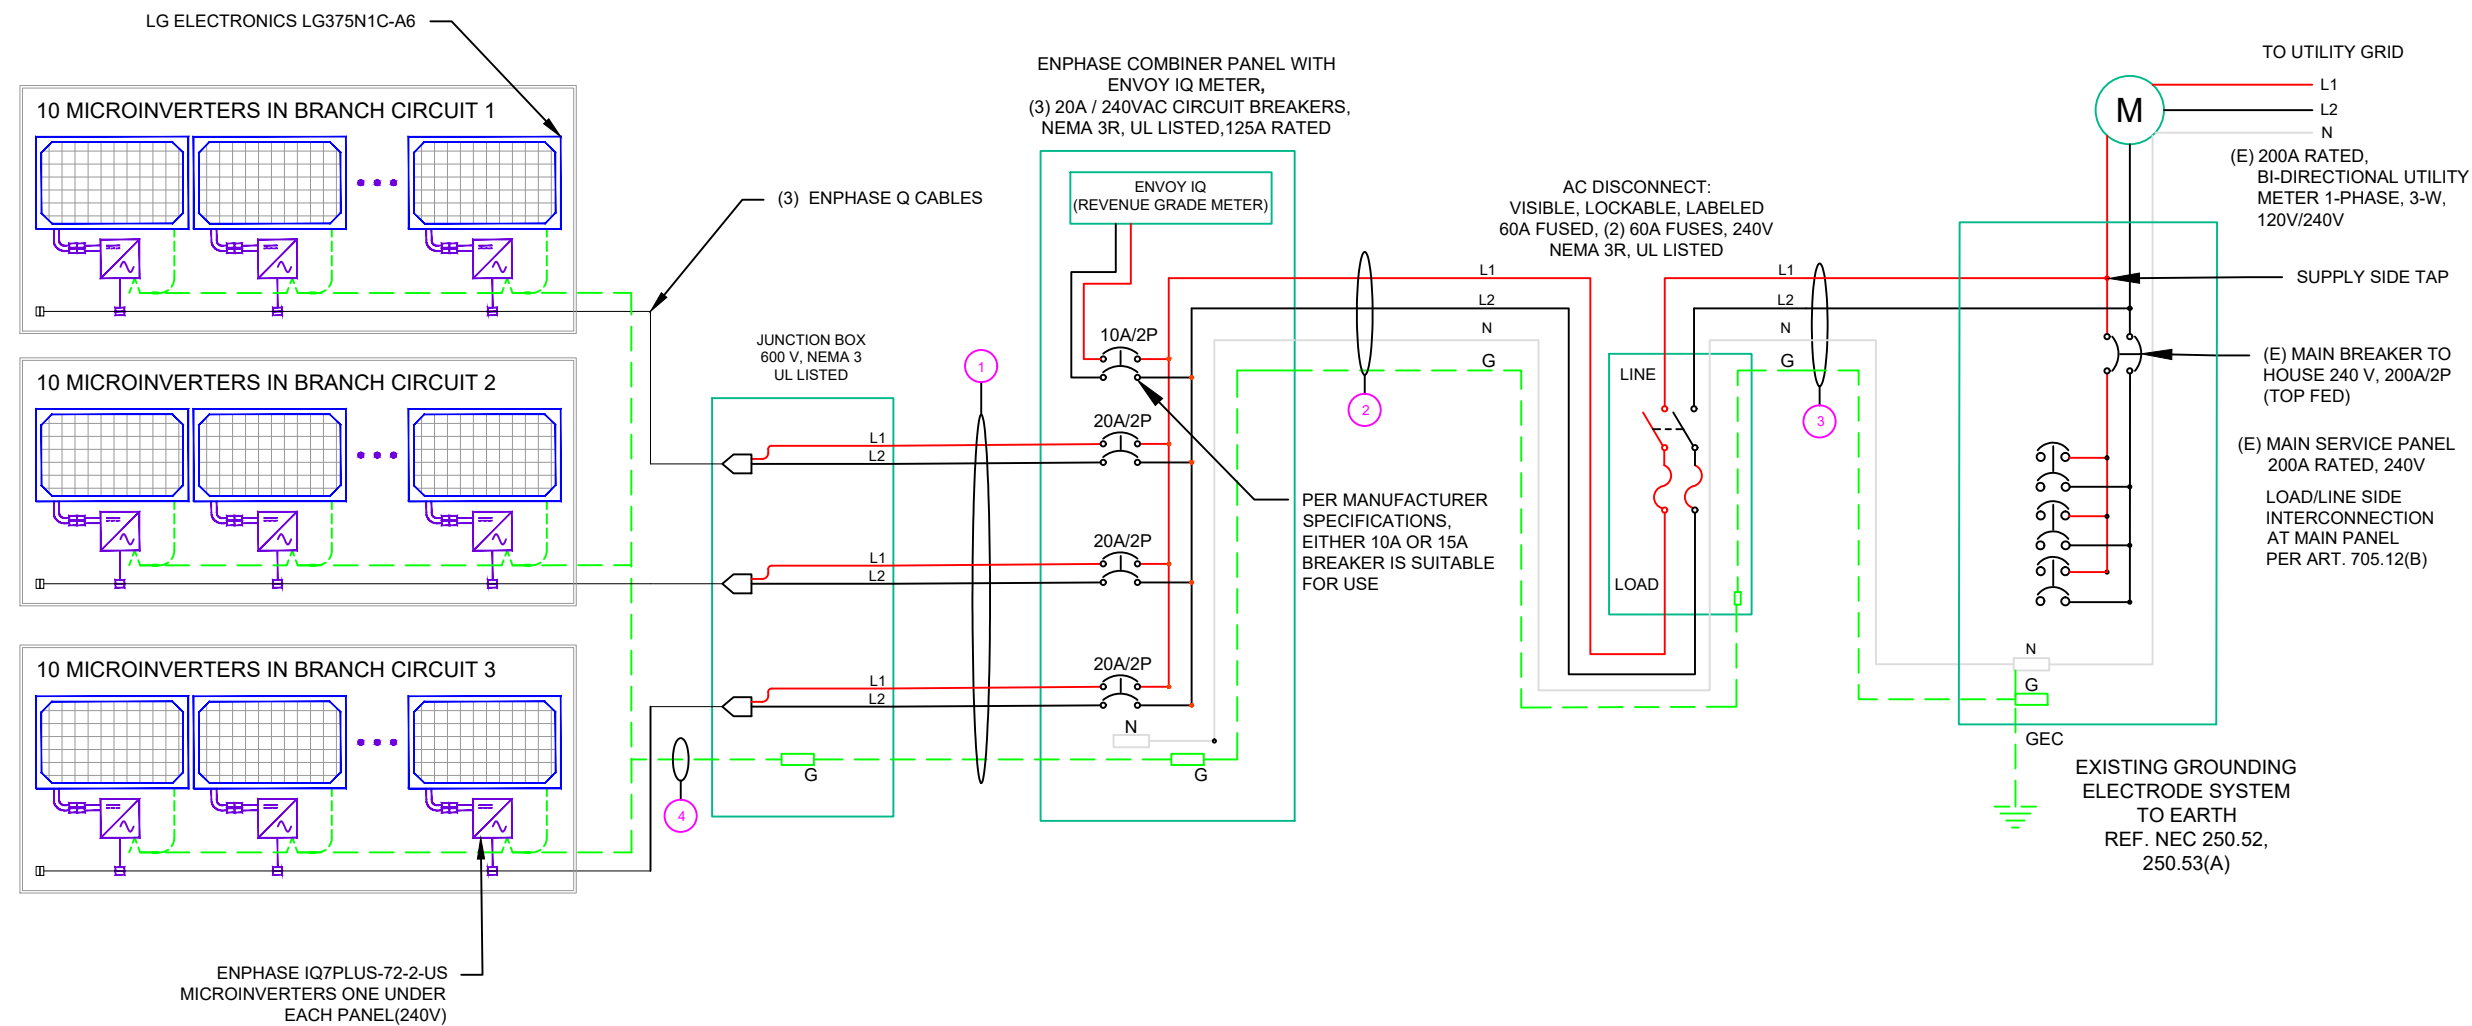 LG ELECTRONICS LG375N1C-A6
10 MICROINVERTERS IN BRANCH CIRCUIT 1
10 MICROINVERTERS IN BRANCH CIRCUIT 2
10 MICROINVERTERS IN BRANCH CIRCUIT 3
ENPHASE IQ7PLUS-72-2-US
MICROINVERTERS ONE UNDER
EACH PANEL(240V)
(3) ENPHASE Q CABLES
JUNCTION BOX
600 V, NEMA 3
UL LISTED
L1
L2
L1
L2
L1
L2
G
4
1
ENPHASE COMBINER PANEL WITH
ENVOY IQ METER,
(3) 20A / 240VAC CIRCUIT BREAKERS,
NEMA 3R, UL LISTED,125A RATED
ENVOY IQ
(REVENUE GRADE METER)
10A/2P
20A/2P
20A/2P
20A/2P
N
G
PER MANUFACTURER
SPECIFICATIONS,
EITHER 10A OR 15A
BREAKER IS SUITABLE
FOR USE
2
L1
L2
N
G
AC DISCONNECT:
VISIBLE, LOCKABLE, LABELED
60A FUSED, (2) 60A FUSES, 240V
NEMA 3R, UL LISTED
LINE
LOAD
L1
L2
N
G
3
TO UTILITY GRID
M
L1
L2
N
(E) 200A RATED,
BI-DIRECTIONAL UTILITY
METER 1-PHASE, 3-W,
120V/240V
SUPPLY SIDE TAP
(E) MAIN BREAKER TO
HOUSE 240 V, 200A/2P
(TOP FED)
(E) MAIN SERVICE PANEL
200A RATED, 240V
LOAD/LINE SIDE
INTERCONNECTION
AT MAIN PANEL
PER ART. 705.12(B)
N
G
GEC
EXISTING GROUNDING
ELECTRODE SYSTEM
TO EARTH
REF. NEC 250.52,
250.53(A)